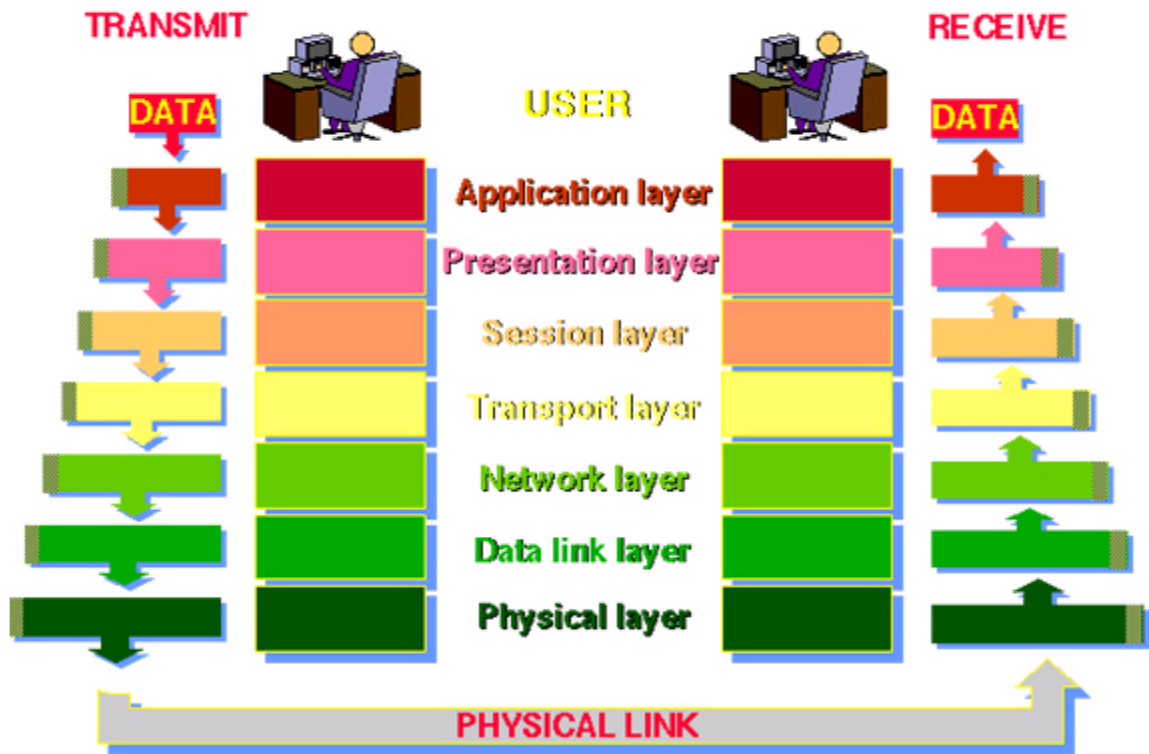 TRANSMIT
RECEIVE
DATA
USER
DATA
Application layer
Presentation layer
Session layer
Transport layer
Network layer
Data link layer
Physical layer
PHYSICAL LINK